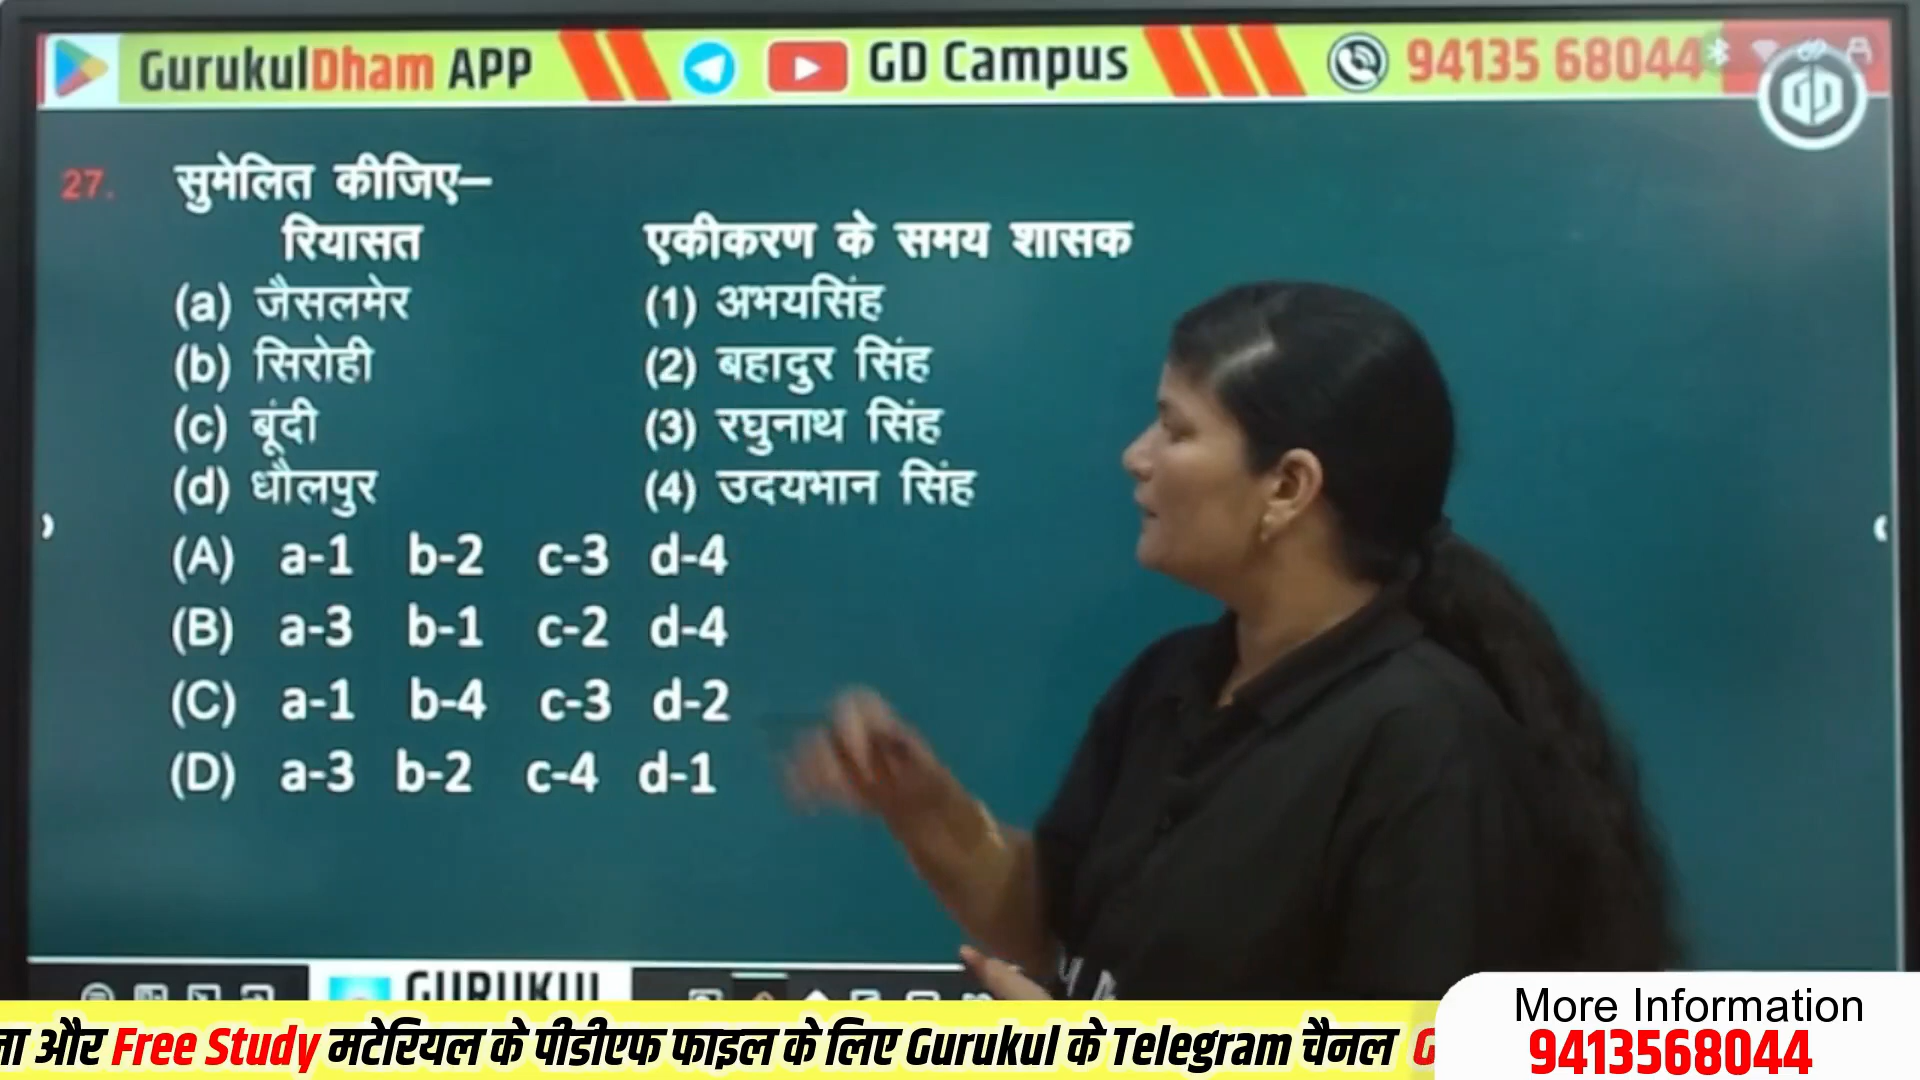 GurukulDham APP GD Campus 94135 68044
GD
27. सुमेलित कीजिए–
रियासत एकीकरण के समय शासक
(a) जैसलमेर (1) अभयसिंह
(b) सिरोही (2) बहादुर सिंह
(c) बूंदी (3) रघुनाथ सिंह
(d) धौलपुर (4) उदयभान सिंह
(A) a-1 b-2 c-3 d-4
(B) a-3 b-1 c-2 d-4
(C) a-1 b-4 c-3 d-2
(D) a-3 b-2 c-4 d-1
GURUKUL
और Free Study मटेरियल के पीडीएफ फाइल के लिए Gurukul के Telegram चैनल
More Information
9413568044